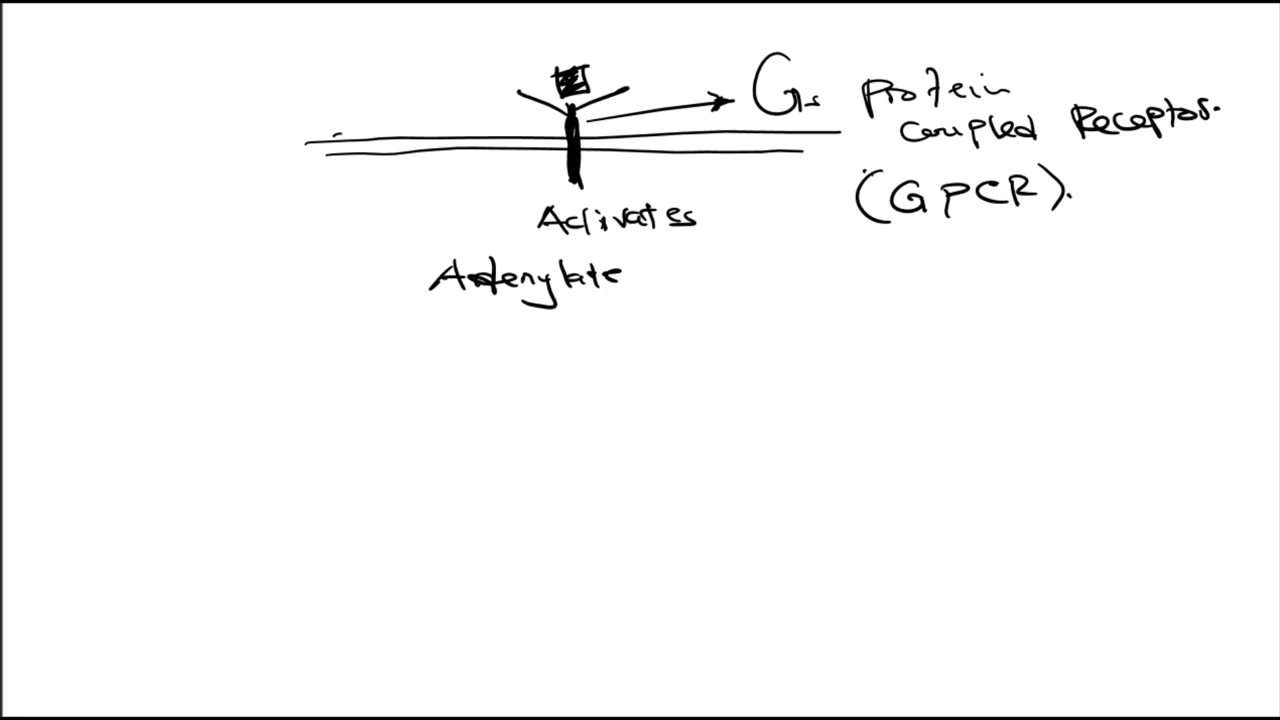 Gs Protein
coupled Receptor.
(GPCR).
Activates
Adenylate